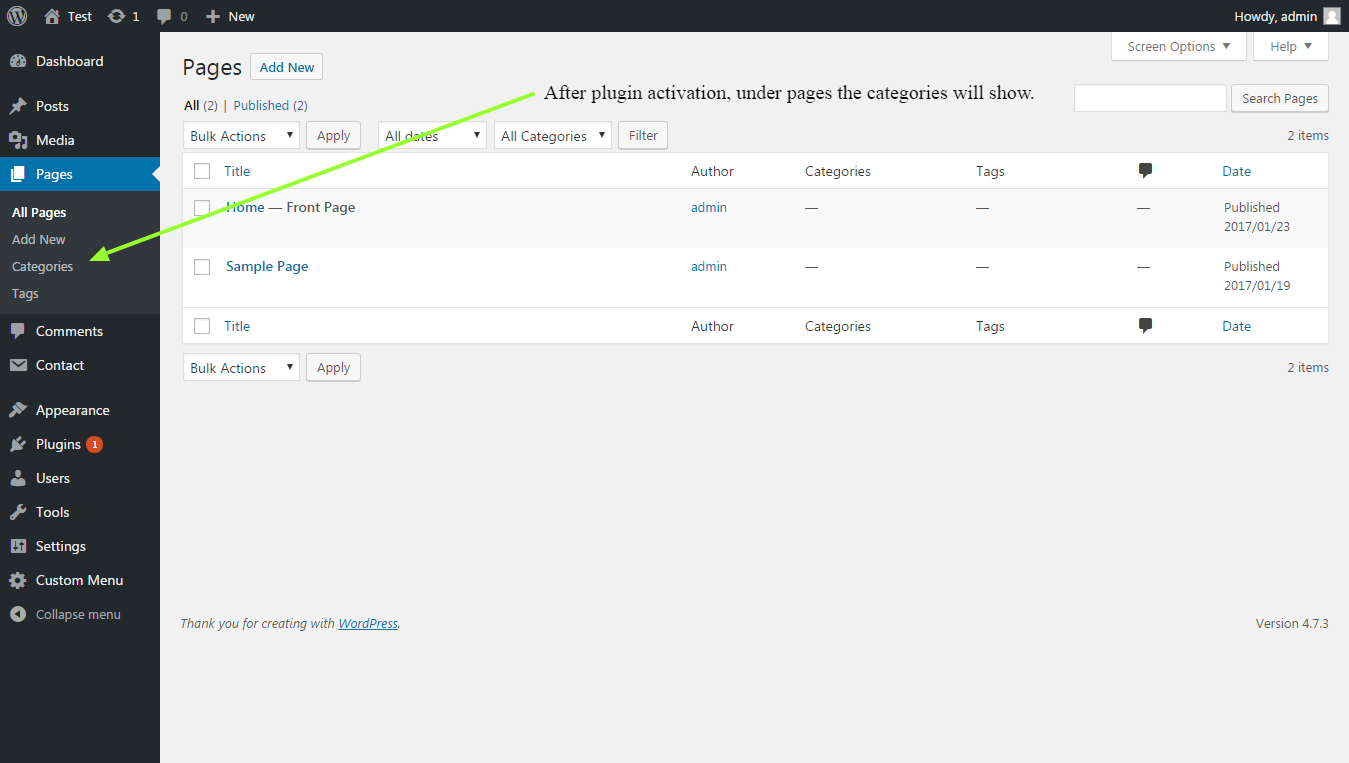 Test 1 0 New Howdy, admin
Screen Options Help
Dashboard
Posts
Media
Pages
All Pages
Add New
Categories
Tags
Comments
Contact
Appearance
Plugins 1
Users
Tools
Settings
Custom Menu
Collapse menu
Pages Add New
After plugin activation, under pages the categories will show.
All (2) | Published (2)
Search Pages
Bulk Actions Apply All dates All Categories Filter 2 items
Title Author Categories Tags Date
Home — Front Page admin — — — Published
2017/01/23
Sample Page admin — — — Published
2017/01/19
Title Author Categories Tags Date
Bulk Actions Apply 2 items
Thank you for creating with WordPress. Version 4.7.3